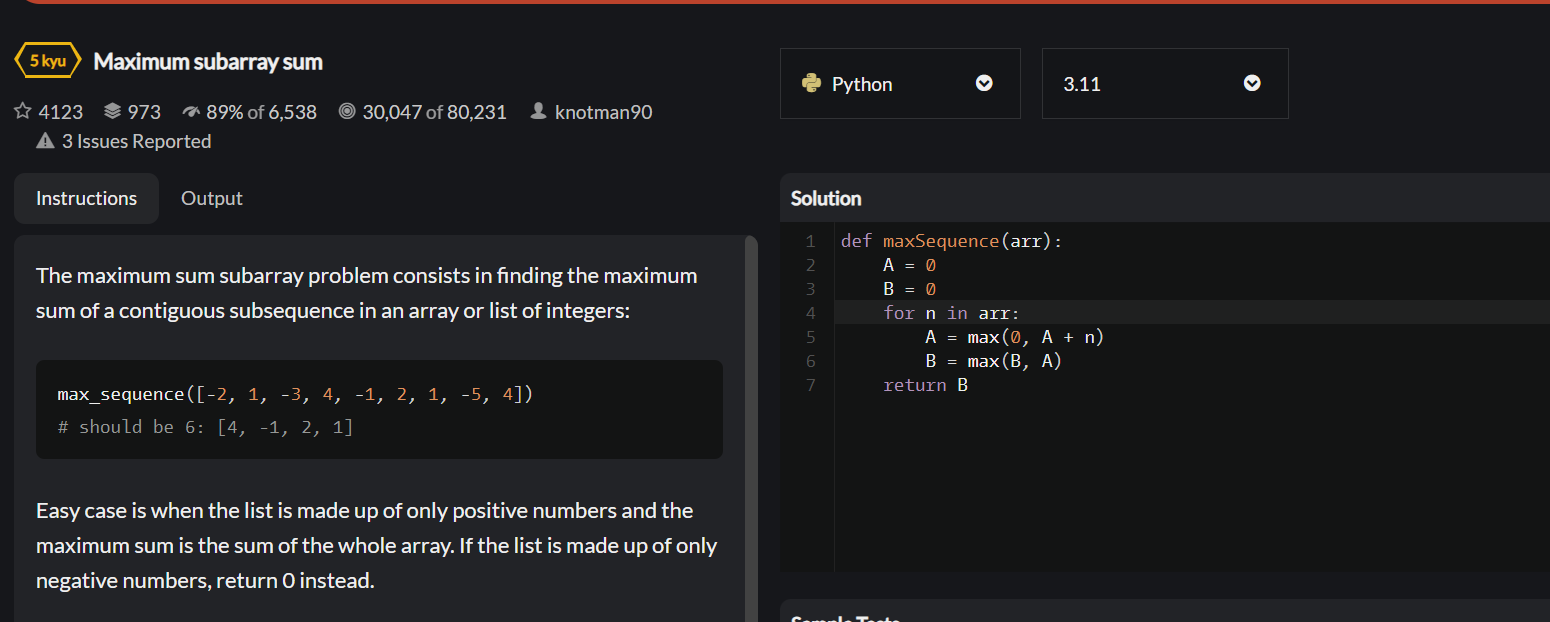 5 kyu Maximum subarray sum
4123 973 89% of 6,538 30,047 of 80,231 knotman90
3 Issues Reported
Instructions Output
The maximum sum subarray problem consists in finding the maximum
sum of a contiguous subsequence in an array or list of integers:
max_sequence([-2, 1, -3, 4, -1, 2, 1, -5, 4])
# should be 6: [4, -1, 2, 1]
Easy case is when the list is made up of only positive numbers and the
maximum sum is the sum of the whole array. If the list is made up of only
negative numbers, return 0 instead.
Python 3.11
Solution
1 def maxSequence(arr):
2     A = 0
3     B = 0
4     for n in arr:
5         A = max(0, A + n)
6         B = max(B, A)
7     return B
Sample Tests